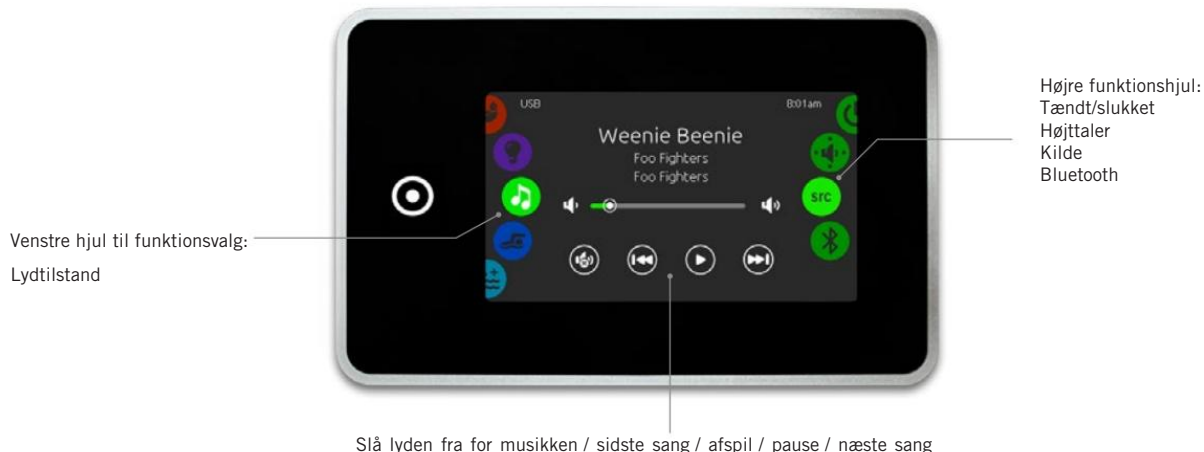 USB
8:01am
Weenie Beenie
Foo Fighters
Foo Fighters
src
Højre funktionshjul:
Tændt/slukket
Højttaler
Kilde
Bluetooth
Venstre hjul til funktionsvalg:
Lydtilstand
Slå lyden fra for musikken / sidste sang / afspil / pause / næste sang